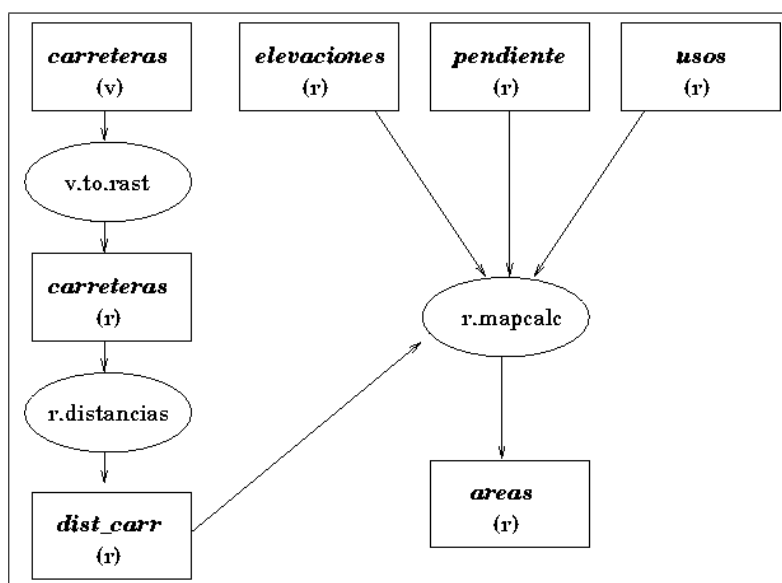 carreteras
(v)
elevaciones
(r)
pendiente
(r)
usos
(r)
v.to.rast
carreteras
(r)
r.mapcalc
r.distancias
dist_carr
(r)
areas
(r)